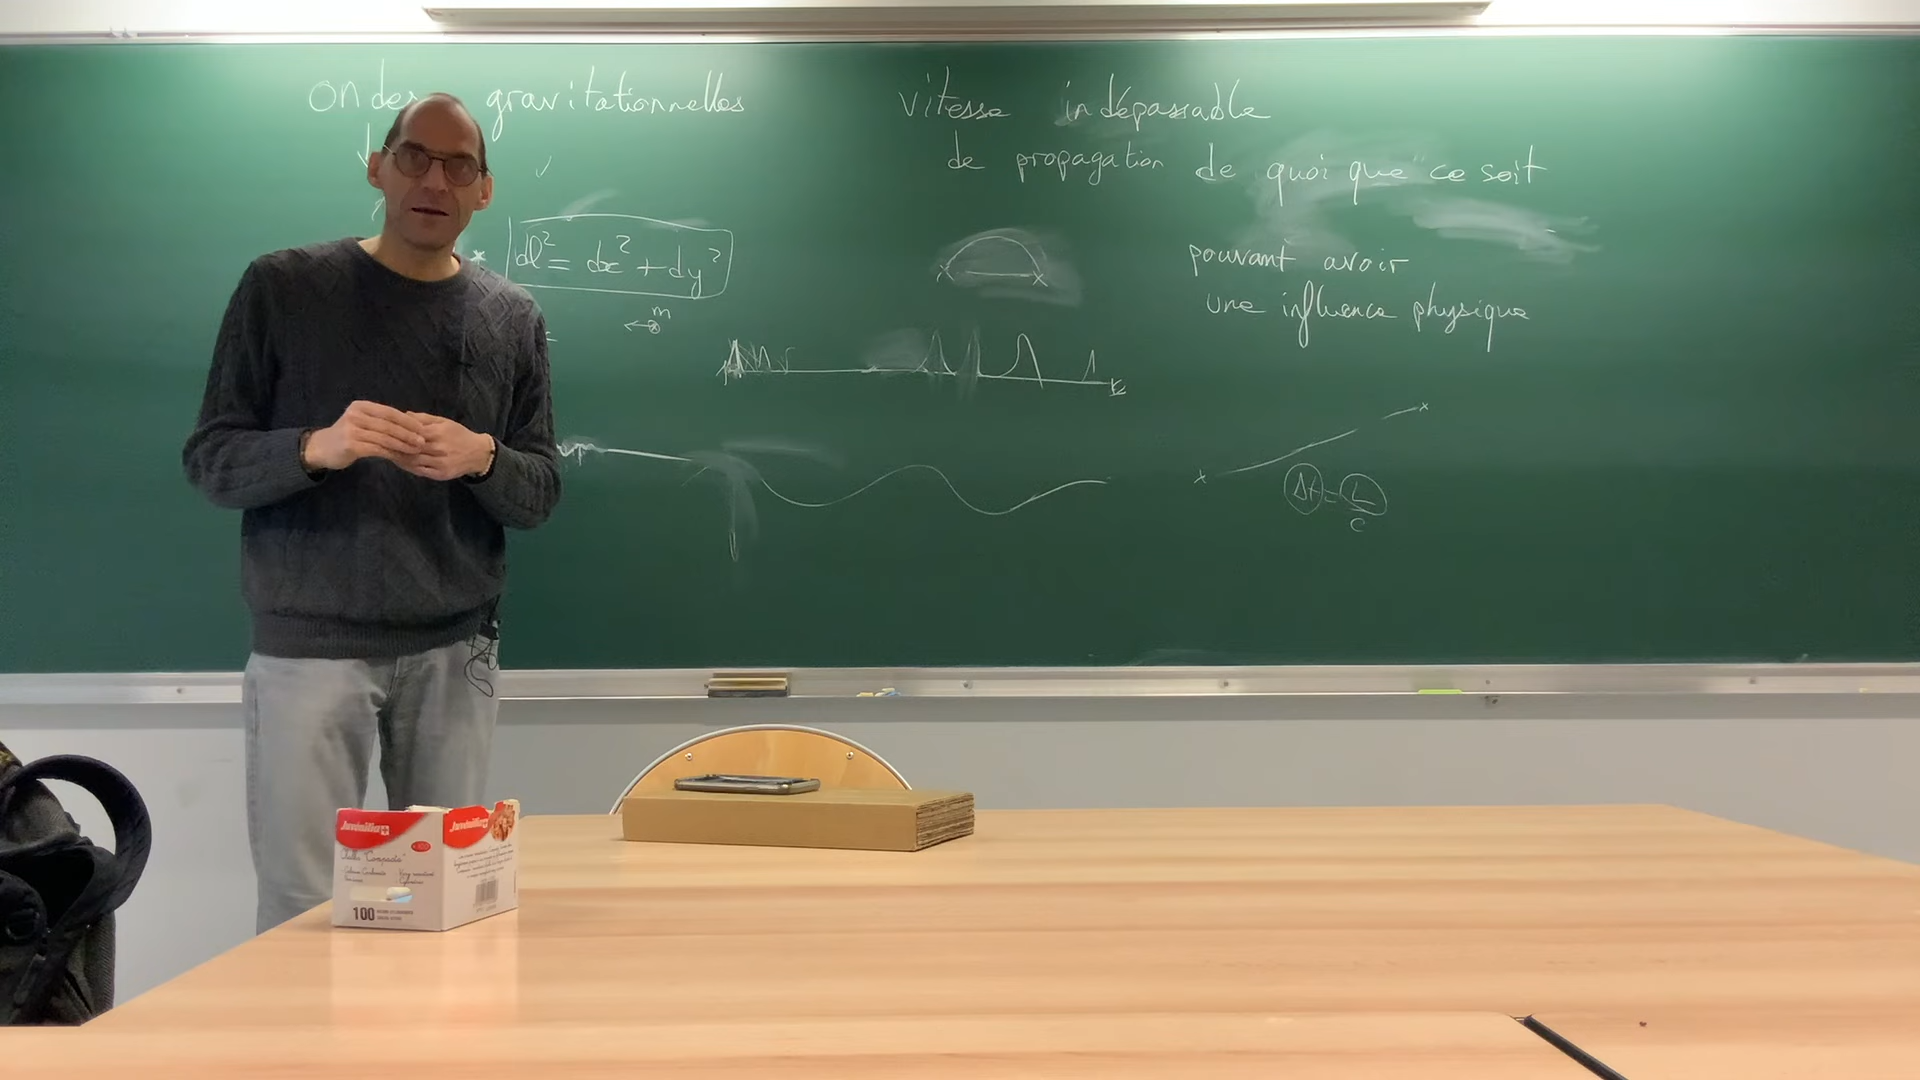 ondes gravitationnelles
vitesse indépassable
de propagation de quoi que ce soit
pouvant avoir
une influence physique
* dl² = dx² + dy²
m
Δt = L/c
x
x
"Compacte"
100